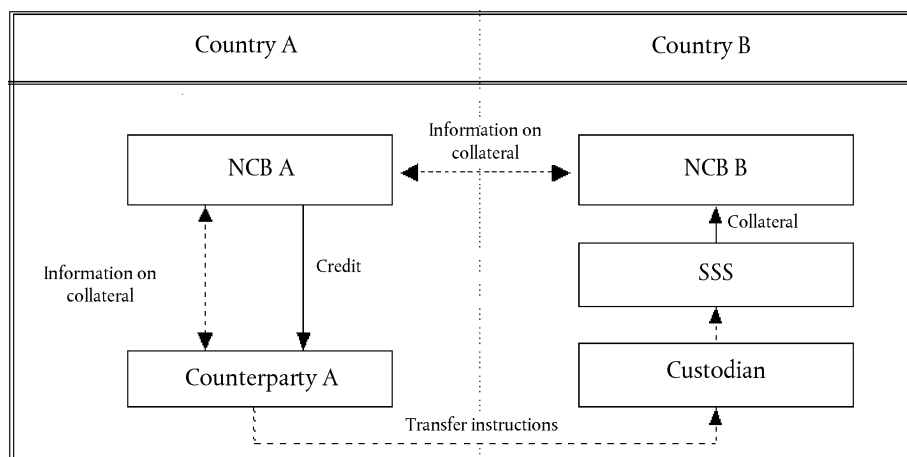 Country A
Country B
Information on
collateral
NCB A
NCB B
Collateral
Information on
collateral
Credit
SSS
Counterparty A
Custodian
Transfer instructions